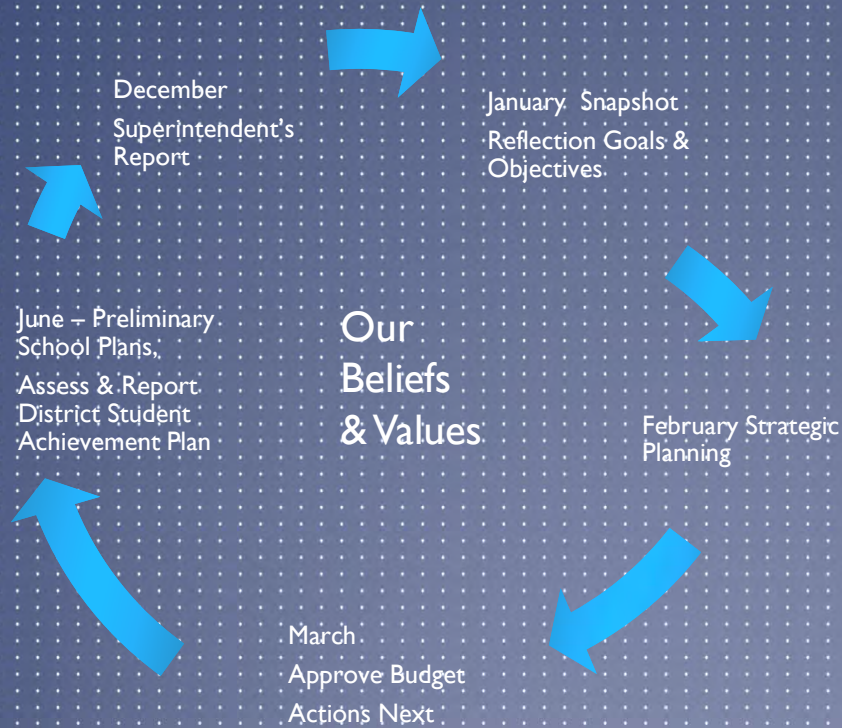 December
Superintendent's
Report
January Snapshot
Reflection Goals &
Objectives
June – Preliminary
School Plans,
Assess & Report
District Student
Achievement Plan
Our
Beliefs
& Values
February Strategic
Planning
March
Approve Budget
Actions Next